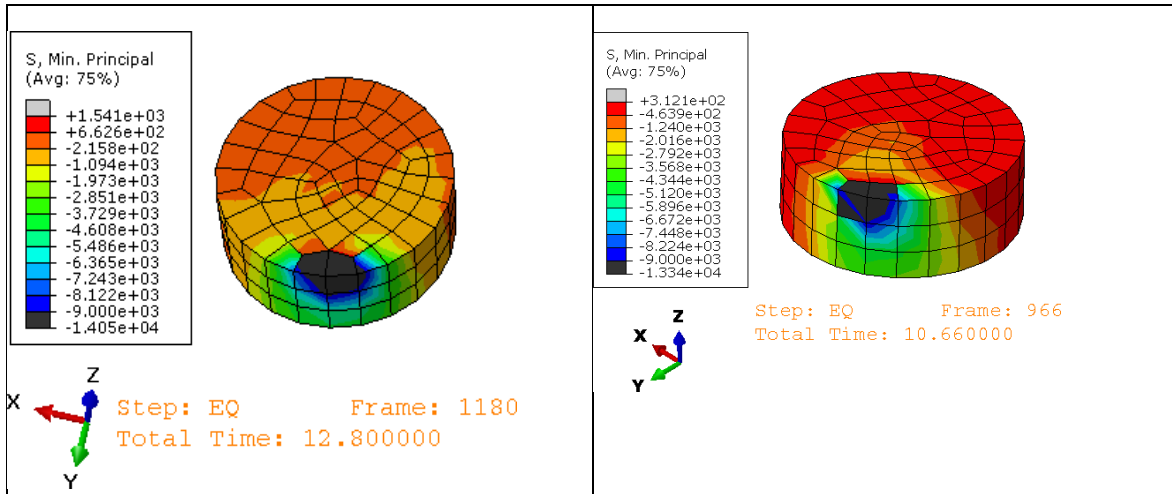 S, Min. Principal
(Avg: 75%)
+1.541e+03
+6.626e+02
-2.158e+02
-1.094e+03
-1.973e+03
-2.851e+03
-3.729e+03
-4.608e+03
-5.486e+03
-6.365e+03
-7.243e+03
-8.122e+03
-9.000e+03
-1.405e+04
X
Z
Y
Step: EQ Frame: 1180
Total Time: 12.800000
S, Min. Principal
(Avg: 75%)
+3.121e+02
-4.639e+02
-1.240e+03
-2.016e+03
-2.792e+03
-3.568e+03
-4.344e+03
-5.120e+03
-5.896e+03
-6.672e+03
-7.448e+03
-8.224e+03
-9.000e+03
-1.334e+04
Z
X
Y
Step: EQ Frame: 966
Total Time: 10.660000